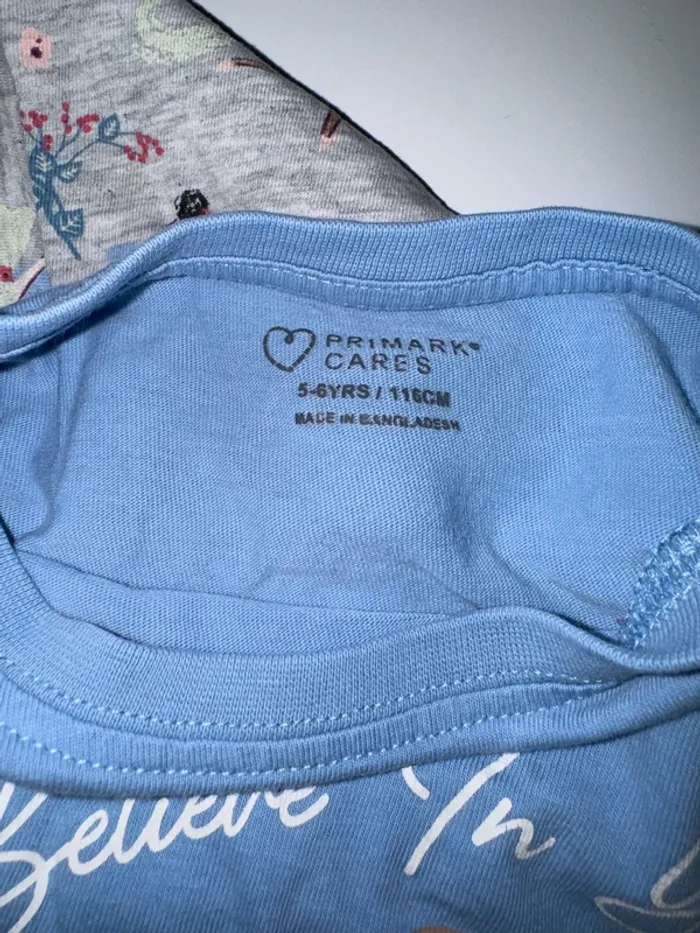 PRIMARK®
CARES
5-6YRS / 116CM
MADE IN BANGLADESH
Believe In